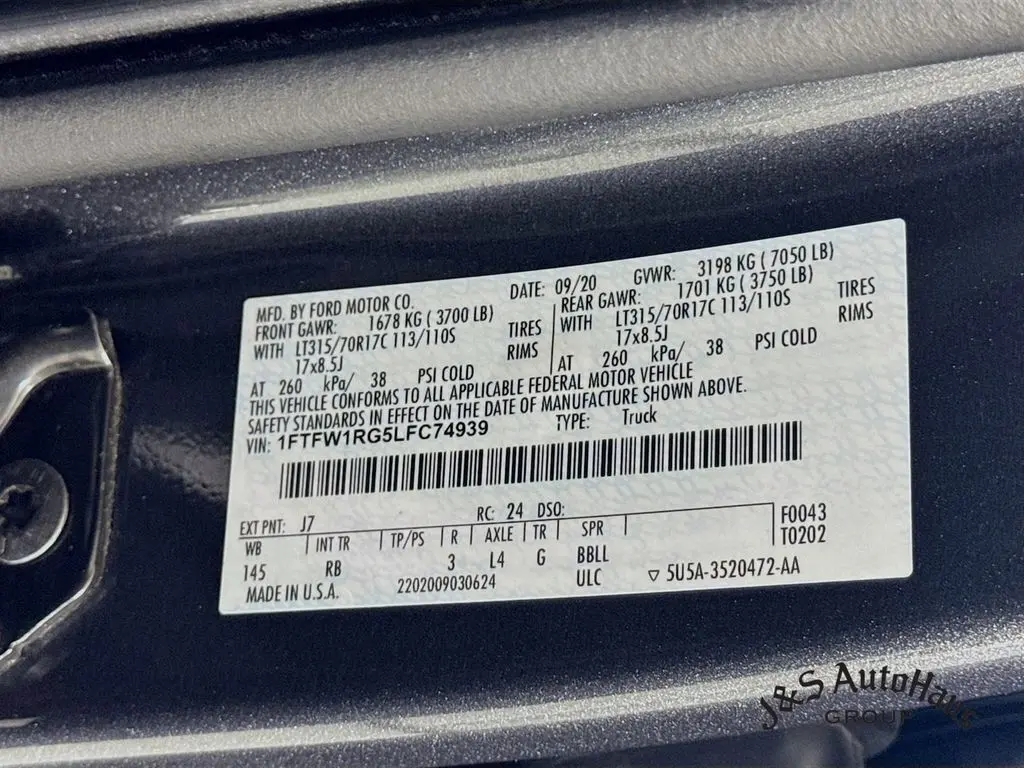 MFD. BY FORD MOTOR CO. DATE: 09/20 GVWR: 3198 KG ( 7050 LB)
FRONT GAWR: 1678 KG ( 3700 LB) REAR GAWR: 1701 KG ( 3750 LB)
WITH LT315/70R17C 113/110S TIRES WITH LT315/70R17C 113/110S TIRES
17x8.5J RIMS 17x8.5J RIMS
AT 260 kPa/ 38 PSI COLD AT 260 kPa/ 38 PSI COLD
THIS VEHICLE CONFORMS TO ALL APPLICABLE FEDERAL MOTOR VEHICLE
SAFETY STANDARDS IN EFFECT ON THE DATE OF MANUFACTURE SHOWN ABOVE.
VIN: 1FTFW1RG5LFC74939 TYPE: Truck
EXT PNT: J7 RC: 24 DSO: F0043
WB INT TR TP/PS R AXLE TR SPR T0202
145 RB 3 L4 G BBLL
MADE IN U.S.A. 2202009030624 ULC ▽ 5U5A-3520472-AA
J&S AutoHaus
GROUP